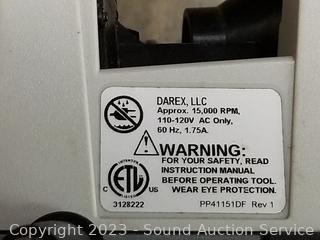 DAREX, LLC
Approx. 15,000 RPM,
110-120V AC Only,
60 Hz, 1.75A.
WARNING:
FOR YOUR SAFETY, READ
INSTRUCTION MANUAL
BEFORE OPERATING TOOL.
WEAR EYE PROTECTION.
C ETL US
3128222
PP41151DF Rev 1
Copyright 2023 - Sound Auction Service